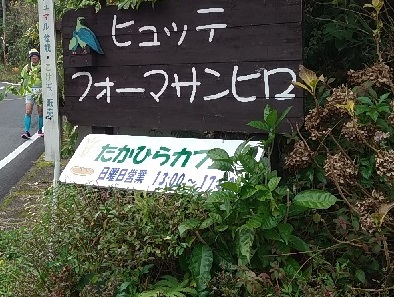 ヒュッテ
フォーマサンヒロ
たかひらカフ
日曜日営業 13:00～17